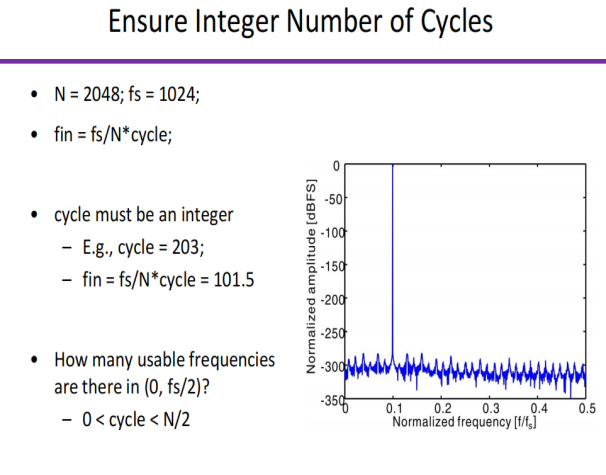 Ensure Integer Number of Cycles
• N = 2048; fs = 1024;
• fin = fs/N*cycle;
• cycle must be an integer
– E.g., cycle = 203;
– fin = fs/N*cycle = 101.5
• How many usable frequencies
are there in (0, fs/2)?
– 0 < cycle < N/2
Normalized amplitude [dBFS]
0
-50
-100
-150
-200
-250
-300
-350
0 0.1 0.2 0.3 0.4 0.5
Normalized frequency [f/fs]